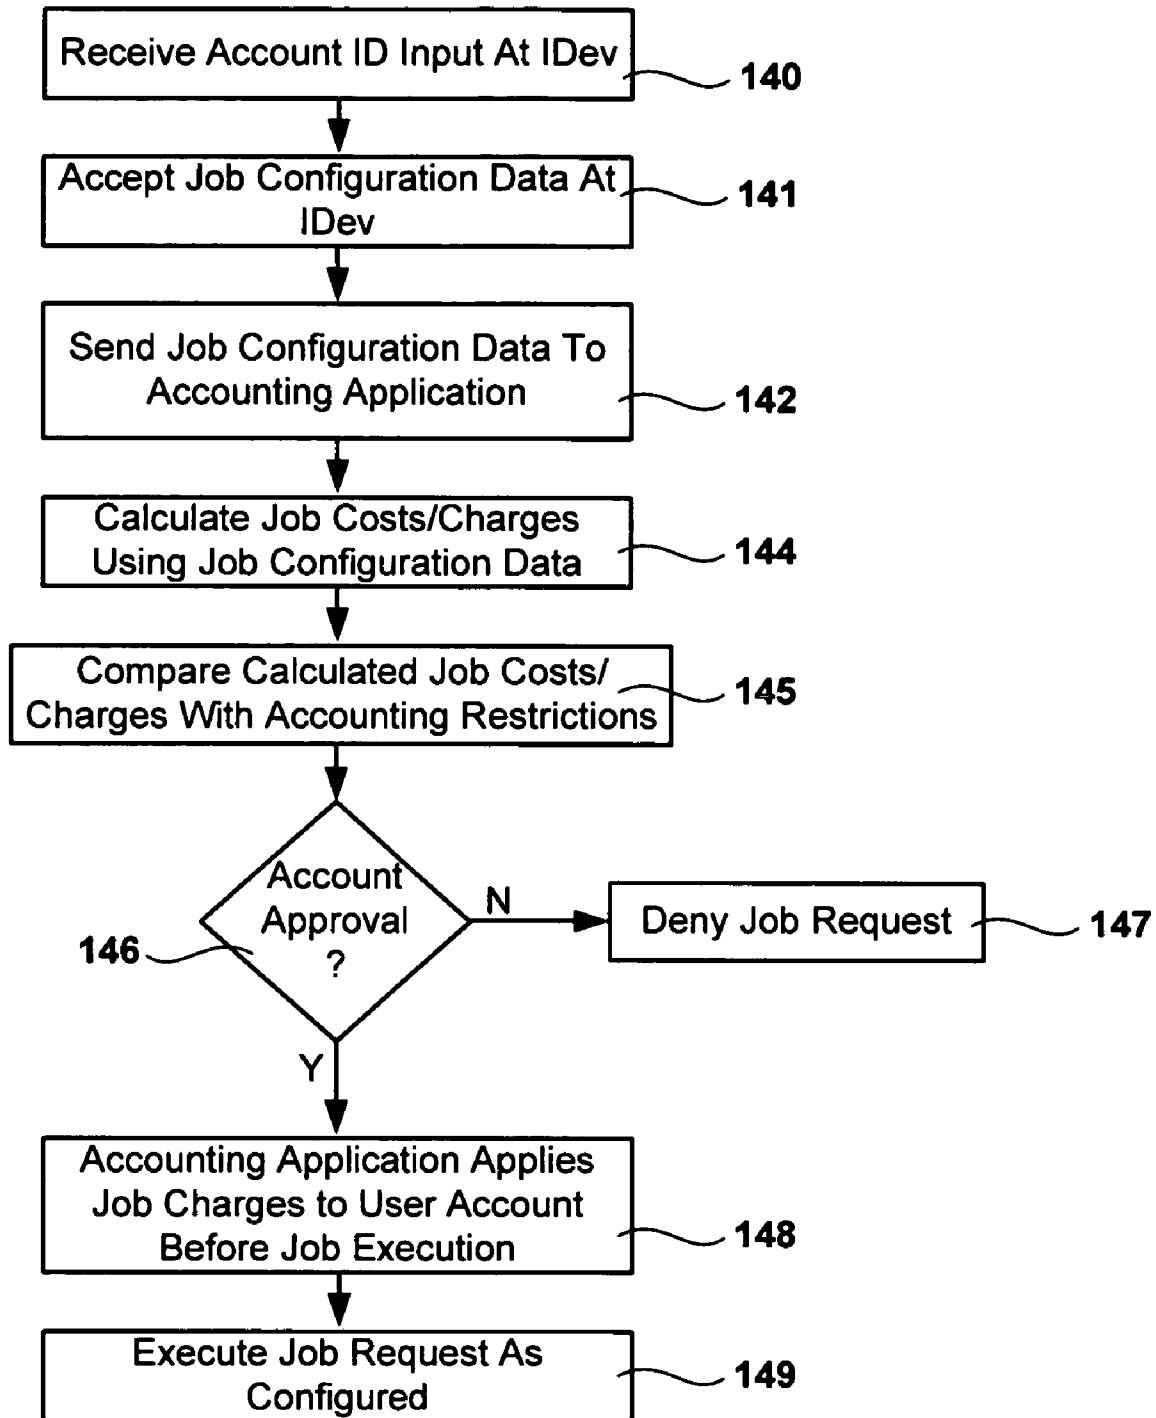 Receive Account ID Input At IDev
140
Accept Job Configuration Data At
IDev
141
Send Job Configuration Data To
Accounting Application
142
Calculate Job Costs/Charges
Using Job Configuration Data
144
Compare Calculated Job Costs/
Charges With Accounting Restrictions
145
Account
Approval
?
146
N
Deny Job Request
147
Y
Accounting Application Applies
Job Charges to User Account
Before Job Execution
148
Execute Job Request As
Configured
149